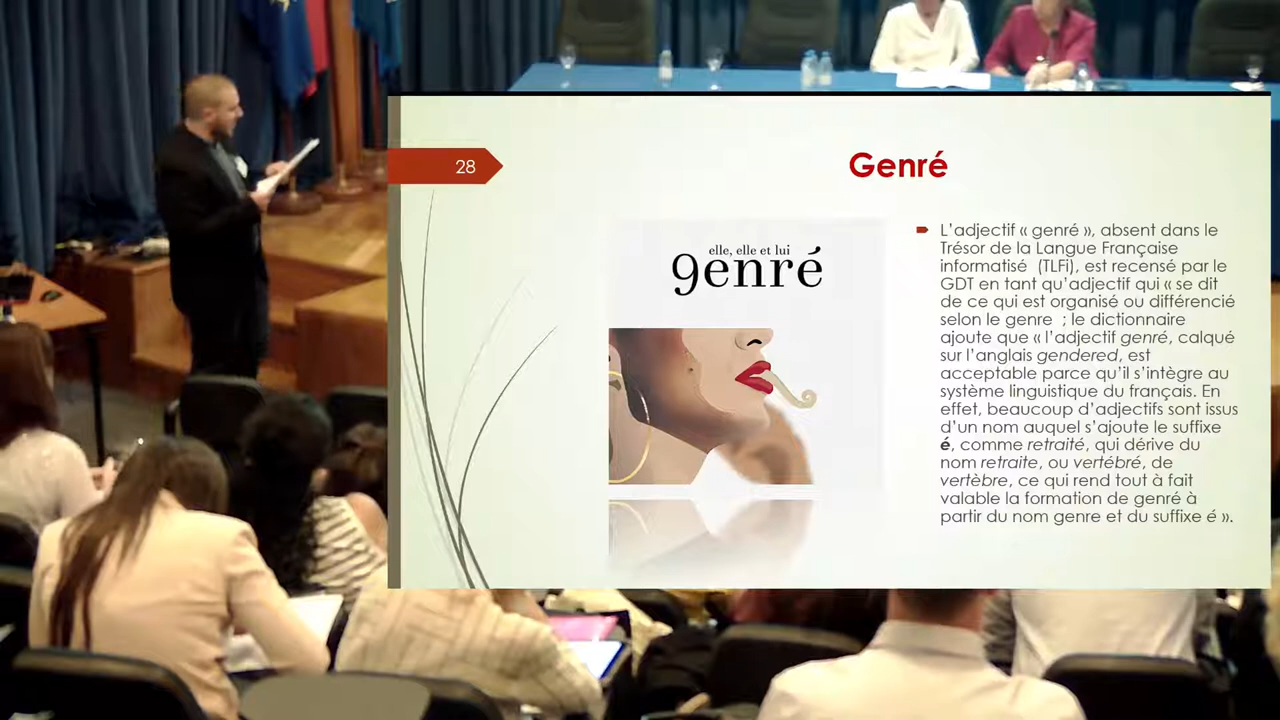 28
Genré
elle, elle et lui
genré
L'adjectif « genré », absent dans le
Trésor de la Langue Française
informatisé (TLFi), est recensé par le
GDT en tant qu'adjectif qui « se dit
de ce qui est organisé ou différencié
selon le genre ; le dictionnaire
ajoute que « l'adjectif genré, calqué
sur l'anglais gendered, est
acceptable parce qu'il s'intègre au
système linguistique du français. En
effet, beaucoup d'adjectifs sont issus
d'un nom auquel s'ajoute le suffixe
é, comme retraité, qui dérive du
nom retraite, ou vertébré, de
vertèbre, ce qui rend tout à fait
valable la formation de genré à
partir du nom genre et du suffixe é ».